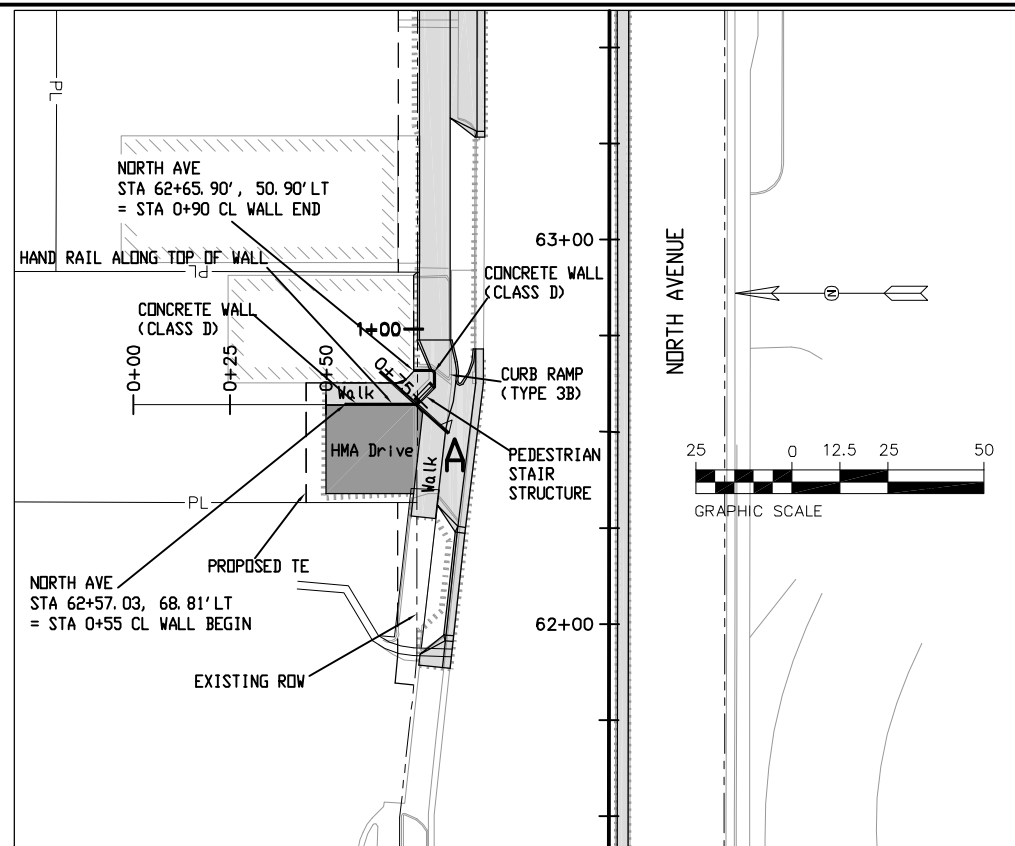 PL
NORTH AVE
STA 62+65.90', 50.90'LT
= STA 0+90 CL WALL END
HAND RAIL ALONG TOP OF WALL
PL
CONCRETE WALL
(CLASS D)
63+00
NORTH AVENUE
CONCRETE WALL
(CLASS D)
N
1+00
0+00
0+25
0+50
0+75
Walk
CURB RAMP
(TYPE 3B)
HMA Drive
Walk
A
PEDESTRIAN
STAIR
STRUCTURE
25 0 12.5 25 50
GRAPHIC SCALE
PL
PROPOSED TE
NORTH AVE
STA 62+57.03, 68.81'LT
= STA 0+55 CL WALL BEGIN
62+00
EXISTING ROW